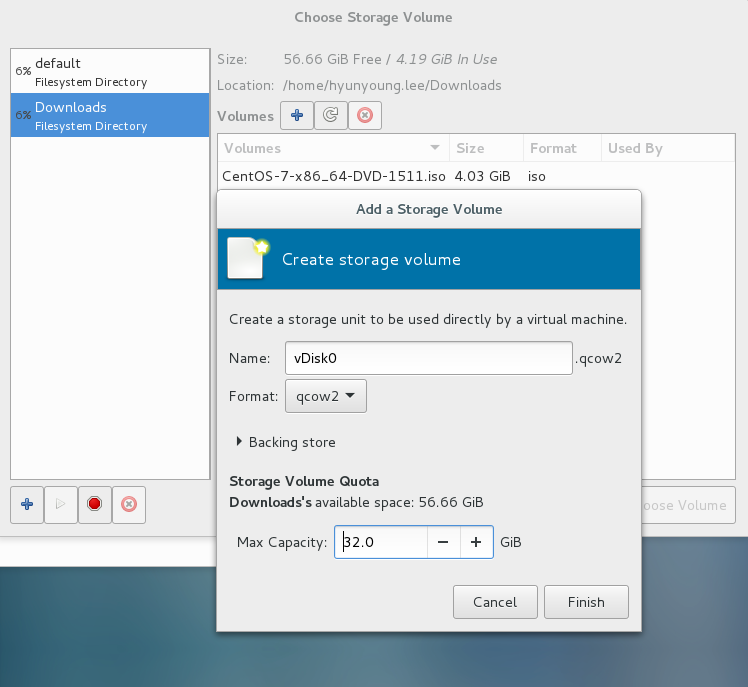 Choose Storage Volume
6% default
Filesystem Directory
6% Downloads
Filesystem Directory
Size: 56.66 GiB Free / 4.19 GiB In Use
Location: /home/hyunyoung.lee/Downloads
Volumes
Volumes Size Format Used By
CentOS-7-x86_64-DVD-1511.iso 4.03 GiB iso
Add a Storage Volume
Create storage volume
Create a storage unit to be used directly by a virtual machine.
Name: vDisk0 .qcow2
Format: qcow2
Backing store
Storage Volume Quota
Downloads's available space: 56.66 GiB
Max Capacity: 32.0 GiB
Cancel Finish
oose Volume